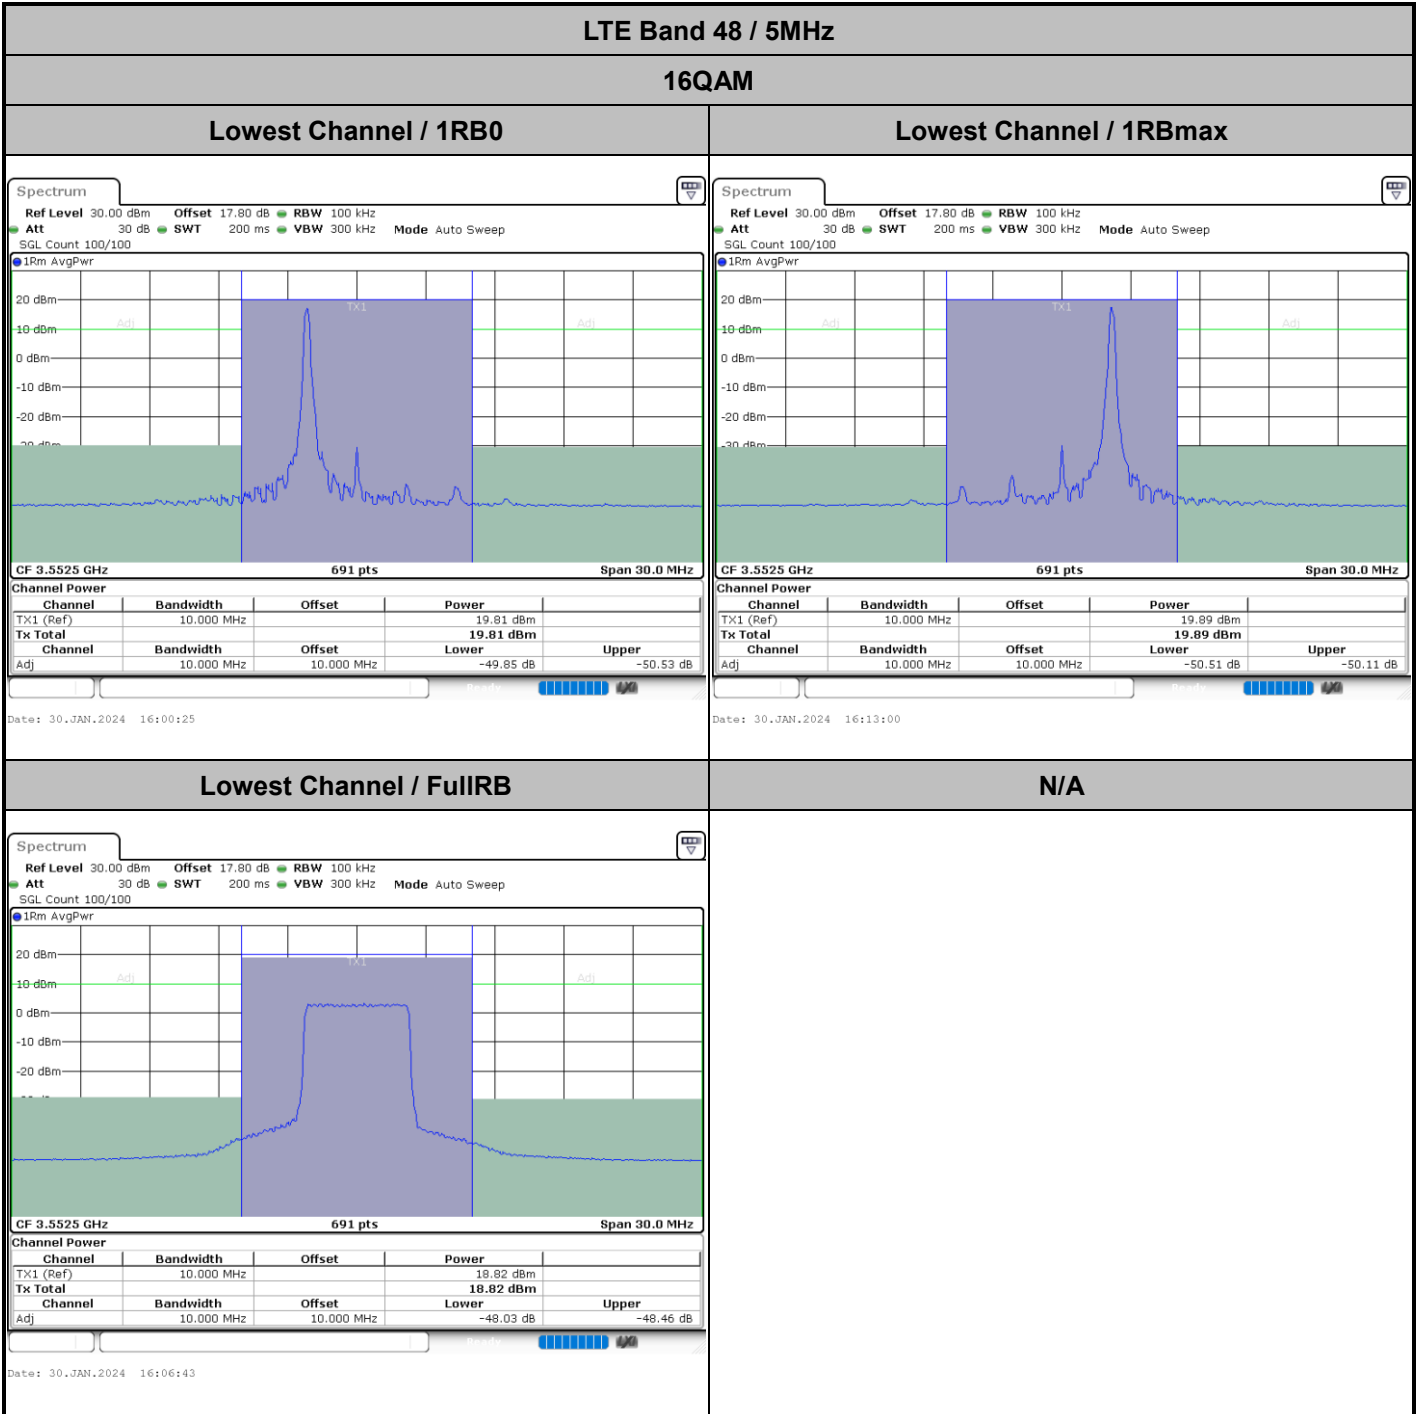 LTE Band 48 / 5MHz
16QAM
Lowest Channel / 1RB0
Lowest Channel / 1RBmax
Spectrum
Ref Level 30.00 dBm Offset 17.80 dB RBW 100 kHz
Att 30 dB SWT 200 ms VBW 300 kHz Mode Auto Sweep
SGL Count 100/100
1Rm AvgPwr
TX1
20 dBm
Adj
Adj
10 dBm
0 dBm
-10 dBm
-20 dBm
CF 3.5525 GHz 691 pts Span 30.0 MHz
Channel Power
Channel Bandwidth Offset Power
TX1 (Ref) 10.000 MHz 19.81 dBm
Tx Total 19.81 dBm
Channel Bandwidth Offset Lower Upper
Adj 10.000 MHz 10.000 MHz -49.85 dB -50.53 dB
Ready
Date: 30.JAN.2024 16:00:25
Spectrum
Ref Level 30.00 dBm Offset 17.80 dB RBW 100 kHz
Att 30 dB SWT 200 ms VBW 300 kHz Mode Auto Sweep
SGL Count 100/100
1Rm AvgPwr
TX1
20 dBm
Adj
Adj
10 dBm
0 dBm
-10 dBm
-20 dBm
-30 dBm
CF 3.5525 GHz 691 pts Span 30.0 MHz
Channel Power
Channel Bandwidth Offset Power
TX1 (Ref) 10.000 MHz 19.89 dBm
Tx Total 19.89 dBm
Channel Bandwidth Offset Lower Upper
Adj 10.000 MHz 10.000 MHz -50.51 dB -50.11 dB
Ready
Date: 30.JAN.2024 16:13:00
Lowest Channel / FullRB
N/A
Spectrum
Ref Level 30.00 dBm Offset 17.80 dB RBW 100 kHz
Att 30 dB SWT 200 ms VBW 300 kHz Mode Auto Sweep
SGL Count 100/100
1Rm AvgPwr
20 dBm
TX1
Adj
Adj
10 dBm
0 dBm
-10 dBm
-20 dBm
CF 3.5525 GHz 691 pts Span 30.0 MHz
Channel Power
Channel Bandwidth Offset Power
TX1 (Ref) 10.000 MHz 18.82 dBm
Tx Total 18.82 dBm
Channel Bandwidth Offset Lower Upper
Adj 10.000 MHz 10.000 MHz -48.03 dB -48.46 dB
Ready
Date: 30.JAN.2024 16:06:43